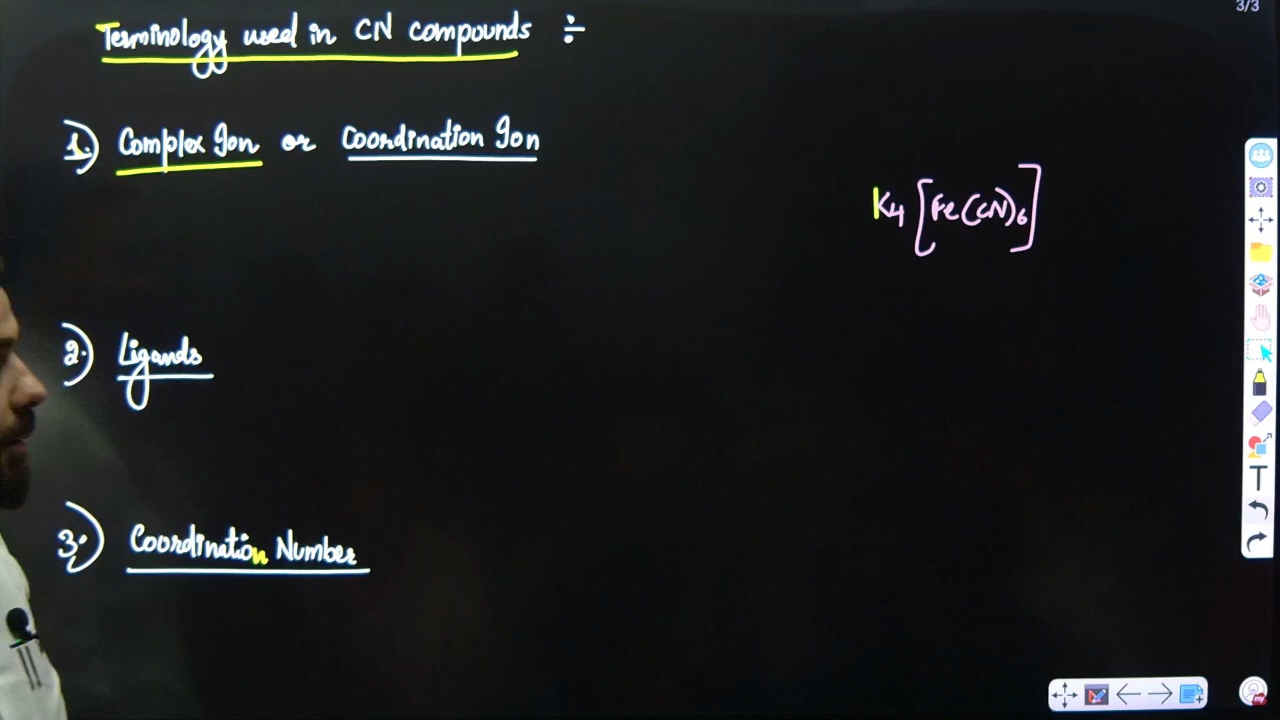 3/3
Terminology used in CN compounds ÷
1.) Complex Ion or Coordination Ion
K4[Fe(CN)6]
2.) Ligands
3.) Coordination Number
T